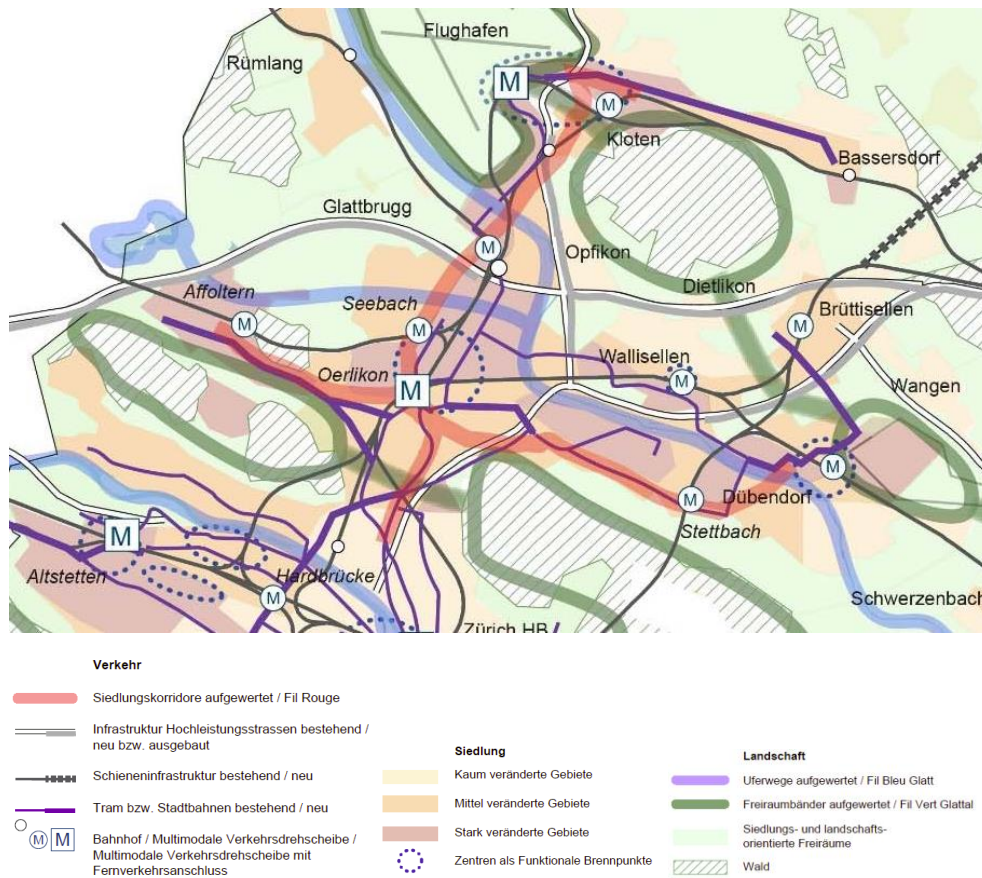 Flughafen
Rümlang
M
M
Kloten
Bassersdorf
Glattbrugg
M
Opfikon
Dietlikon
Affoltern
Seebach
Brüttisellen
M
M
M
Wallisellen
Oerlikon
M
M
Wangen
M
Dübendorf
M
Stettbach
M
Altstetten
Hardbrücke
M
Schwerzenbach
Zürich HB
Verkehr
Siedlungskorridore aufgewertet / Fil Rouge
Infrastruktur Hochleistungsstrassen bestehend /
neu bzw. ausgebaut
Schieneninfrastruktur bestehend / neu
Tram bzw. Stadtbahnen bestehend / neu
M M
Bahnhof / Multimodale Verkehrsdrehscheibe /
Multimodale Verkehrsdrehscheibe mit
Fernverkehrsanschluss
Siedlung
Kaum veränderte Gebiete
Mittel veränderte Gebiete
Stark veränderte Gebiete
Zentren als Funktionale Brennpunkte
Landschaft
Uferwege aufgewertet / Fil Bleu Glatt
Freiraumbänder aufgewertet / Fil Vert Glattal
Siedlungs- und landschafts-
orientierte Freiräume
Wald